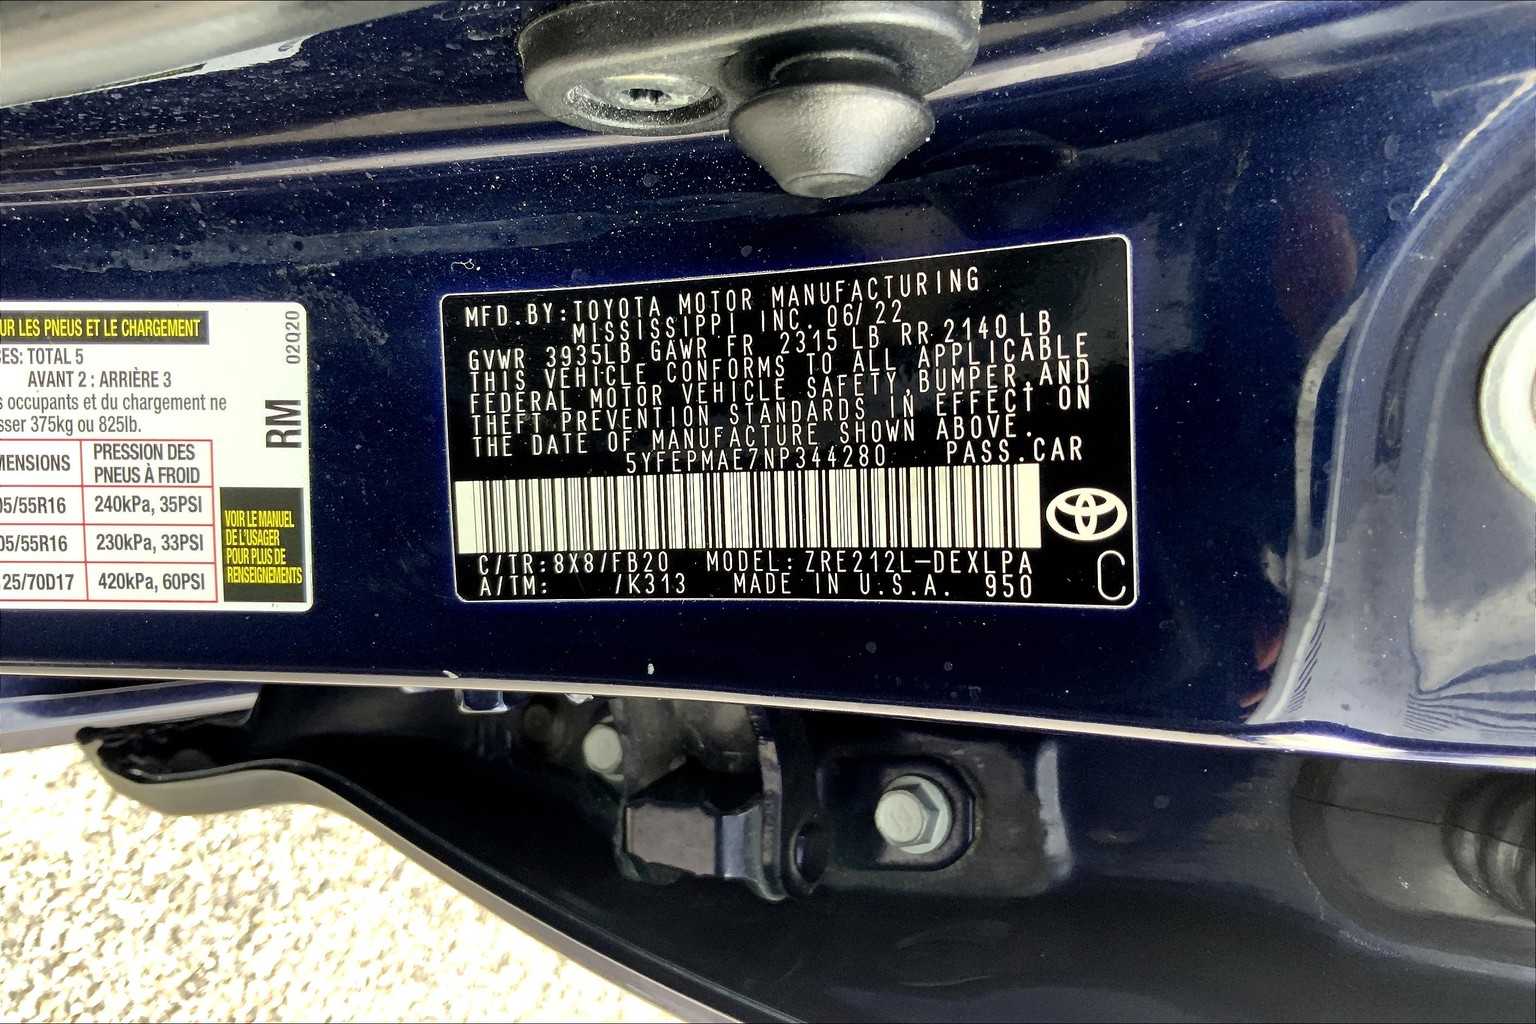 UR LES PNEUS ET LE CHARGEMENT
CES: TOTAL 5
AVANT 2 : ARRIÈRE 3
s occupants et du chargement ne
sser 375kg ou 825lb.
MENSIONS
PRESSION DES
PNEUS À FROID
05/55R16 240kPa, 35PSI
05/55R16 230kPa, 33PSI
125/70D17 420kPa, 60PSI
02Q20
RM
VOIR LE MANUEL
DE L'USAGER
POUR PLUS DE
RENSEIGNEMENTS
MFD.BY:TOYOTA MOTOR MANUFACTURING
MISSISSIPPI INC. 06/22
GVWR 3935LB GAWR FR 2315 LB RR 2140 LB
THIS VEHICLE CONFORMS TO ALL APPLICABLE
FEDERAL MOTOR VEHICLE SAFETY,BUMPER,AND
THEFT PREVENTION STANDARDS IN EFFECT ON
THE DATE OF MANUFACTURE SHOWN ABOVE.
5YFEPMAE7NP344280 PASS.CAR
C/TR:8X8/FB20 MODEL:ZRE212L-DEXLPA
A/TM: /K313 MADE IN U.S.A. 950
C